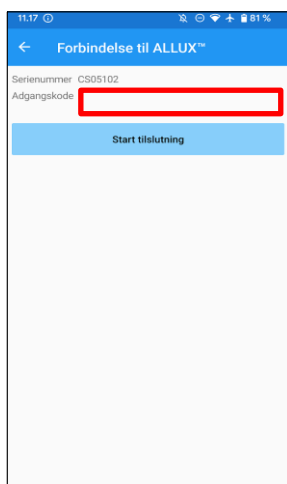 11.17 81 %
Forbindelse til ALLUX™
Serienummer CS05102
Adgangskode
Start tilslutning